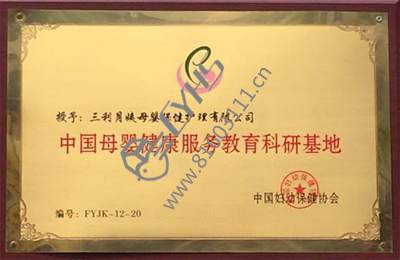 授予:三利月嫂母婴保健护理有限公司
中国母婴健康服务教育科研基地
中国妇幼保健协会
编号:FYJK-12-20
www.81003111.cn